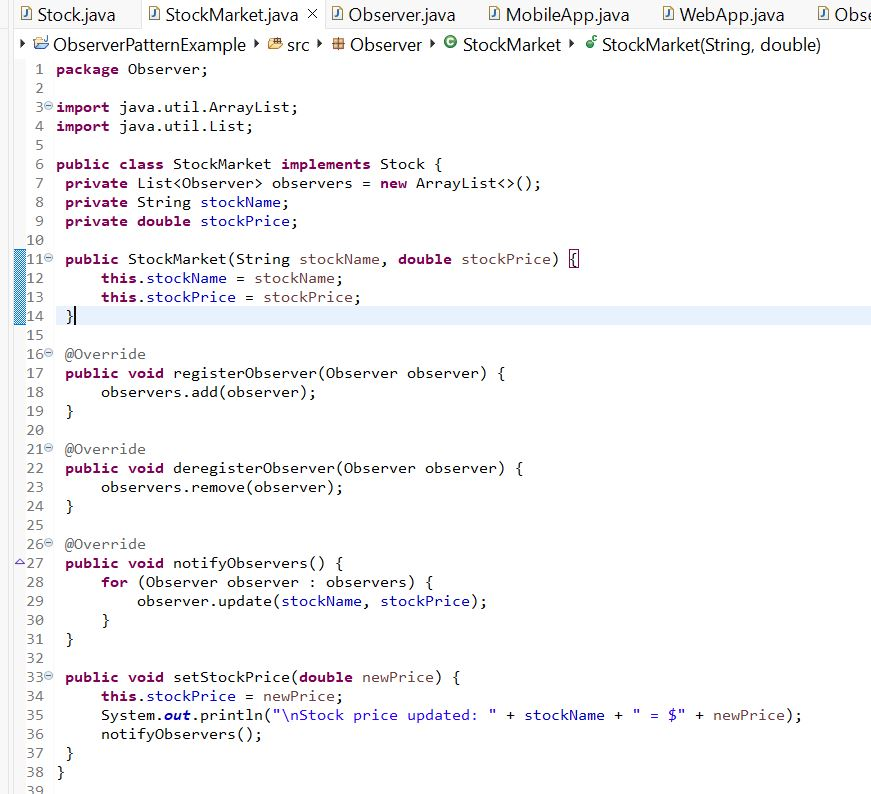 Stock.java StockMarket.java Observer.java MobileApp.java WebApp.java Obse
ObserverPatternExample src Observer StockMarket StockMarket(String, double)
1 package Observer;
2
3 import java.util.ArrayList;
4 import java.util.List;
5
6 public class StockMarket implements Stock {
7 private List<Observer> observers = new ArrayList<>();
8 private String stockName;
9 private double stockPrice;
10
11 public StockMarket(String stockName, double stockPrice) {
12 this.stockName = stockName;
13 this.stockPrice = stockPrice;
14 }
15
16 @Override
17 public void registerObserver(Observer observer) {
18 observers.add(observer);
19 }
20
21 @Override
22 public void deregisterObserver(Observer observer) {
23 observers.remove(observer);
24 }
25
26 @Override
27 public void notifyObservers() {
28 for (Observer observer : observers) {
29 observer.update(stockName, stockPrice);
30 }
31 }
32
33 public void setStockPrice(double newPrice) {
34 this.stockPrice = newPrice;
35 System.out.println("\nStock price updated: " + stockName + " = $" + newPrice);
36 notifyObservers();
37 }
38 }
39